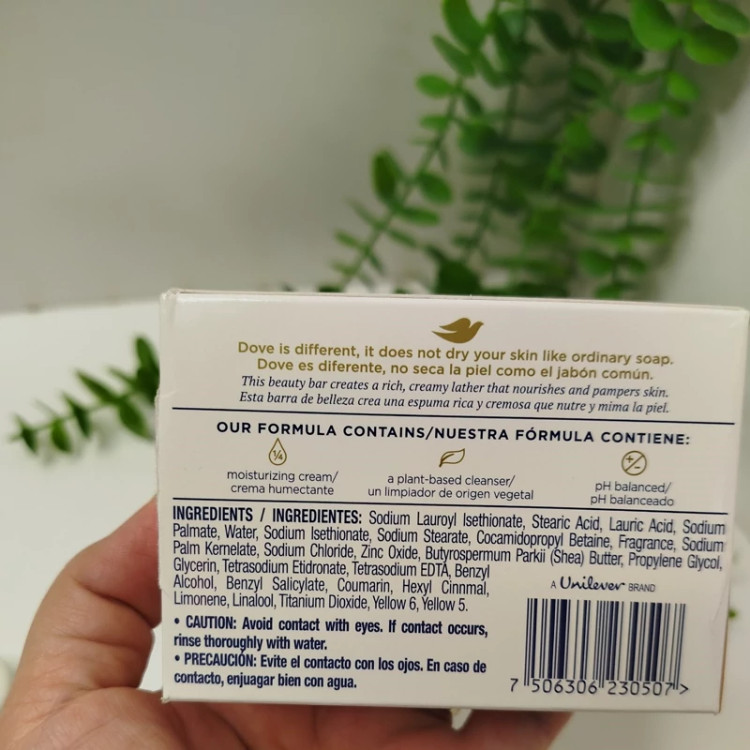 Dove is different, it does not dry your skin like ordinary soap.
Dove es diferente, no seca la piel como el jabón común.
This beauty bar creates a rich, creamy lather that nourishes and pampers skin.
Esta barra de belleza crea una espuma rica y cremosa que nutre y mima la piel.
OUR FORMULA CONTAINS/NUESTRA FÓRMULA CONTIENE:
¼
moisturizing cream/
crema humectante
a plant-based cleanser/
un limpiador de origen vegetal
+ −
pH balanced/
pH balanceado
INGREDIENTS / INGREDIENTES: Sodium Lauroyl Isethionate, Stearic Acid, Lauric Acid, Sodium
Palmate, Water, Sodium Isethionate, Sodium Stearate, Cocamidopropyl Betaine, Fragrance, Sodium
Palm Kernelate, Sodium Chloride, Zinc Oxide, Butyrospermum Parkii (Shea) Butter, Propylene Glycol,
Glycerin, Tetrasodium Etidronate, Tetrasodium EDTA, Benzyl
Alcohol, Benzyl Salicylate, Coumarin, Hexyl Cinnmal,
Limonene, Linalool, Titanium Dioxide, Yellow 6, Yellow 5.
• CAUTION: Avoid contact with eyes. If contact occurs,
rinse thoroughly with water.
• PRECAUCIÓN: Evite el contacto con los ojos. En caso de
contacto, enjuagar bien con agua.
A Unilever BRAND
7 506306 230507 >